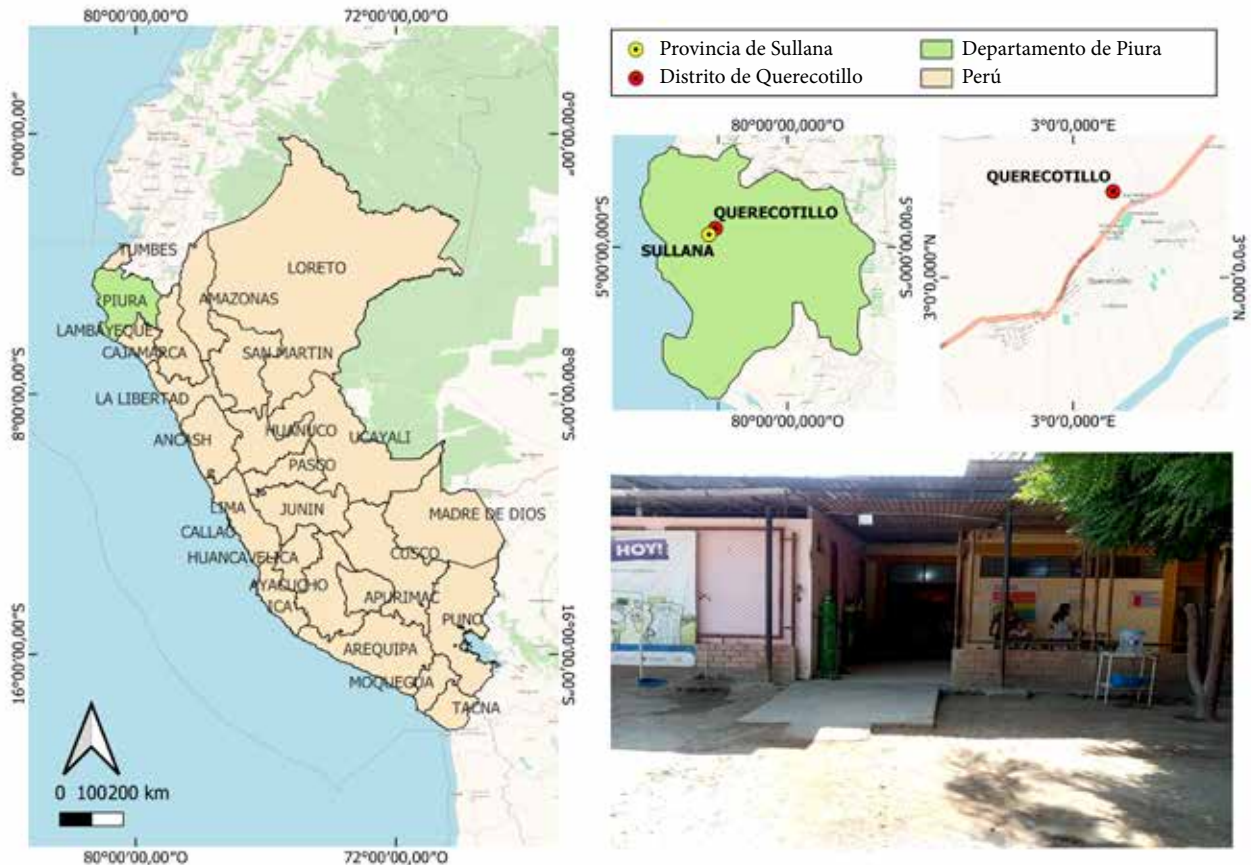 80°00′00,00″O 72°00′00,00″O
0°00′00,00″
0°00′00,00″
8°00′00,00″S
8°00′00,00″S
16°00′00,00″S
16°00′00,00″S
TUMBES
PIURA
LORETO
AMAZONAS
LAMBAYEQUE
CAJAMARCA
SAN MARTIN
LA LIBERTAD
HUANUCO
UCAYALI
ANCASH
PASCO
LIMA
JUNIN
MADRE DE DIOS
CALLAO
HUANCAVELICA
CUSCO
AYACUCHO
ICA
APURIMAC
PUNO
AREQUIPA
MOQUEGUA
TACNA
0 100200 km
80°00′00,00″O 72°00′00,00″O
Provincia de Sullana
Distrito de Querecotillo
Departamento de Piura
Perú
80°00′00,000″O
5°00′00,000″S
5°00′00,000″S
QUERECOTILLO
SULLANA
80°00′00,000″O
3°0′0,000″E
3°0′0,000″N
3°0′0,000″N
QUERECOTILLO
Querecotillo
3°0′0,000″E
HOY!